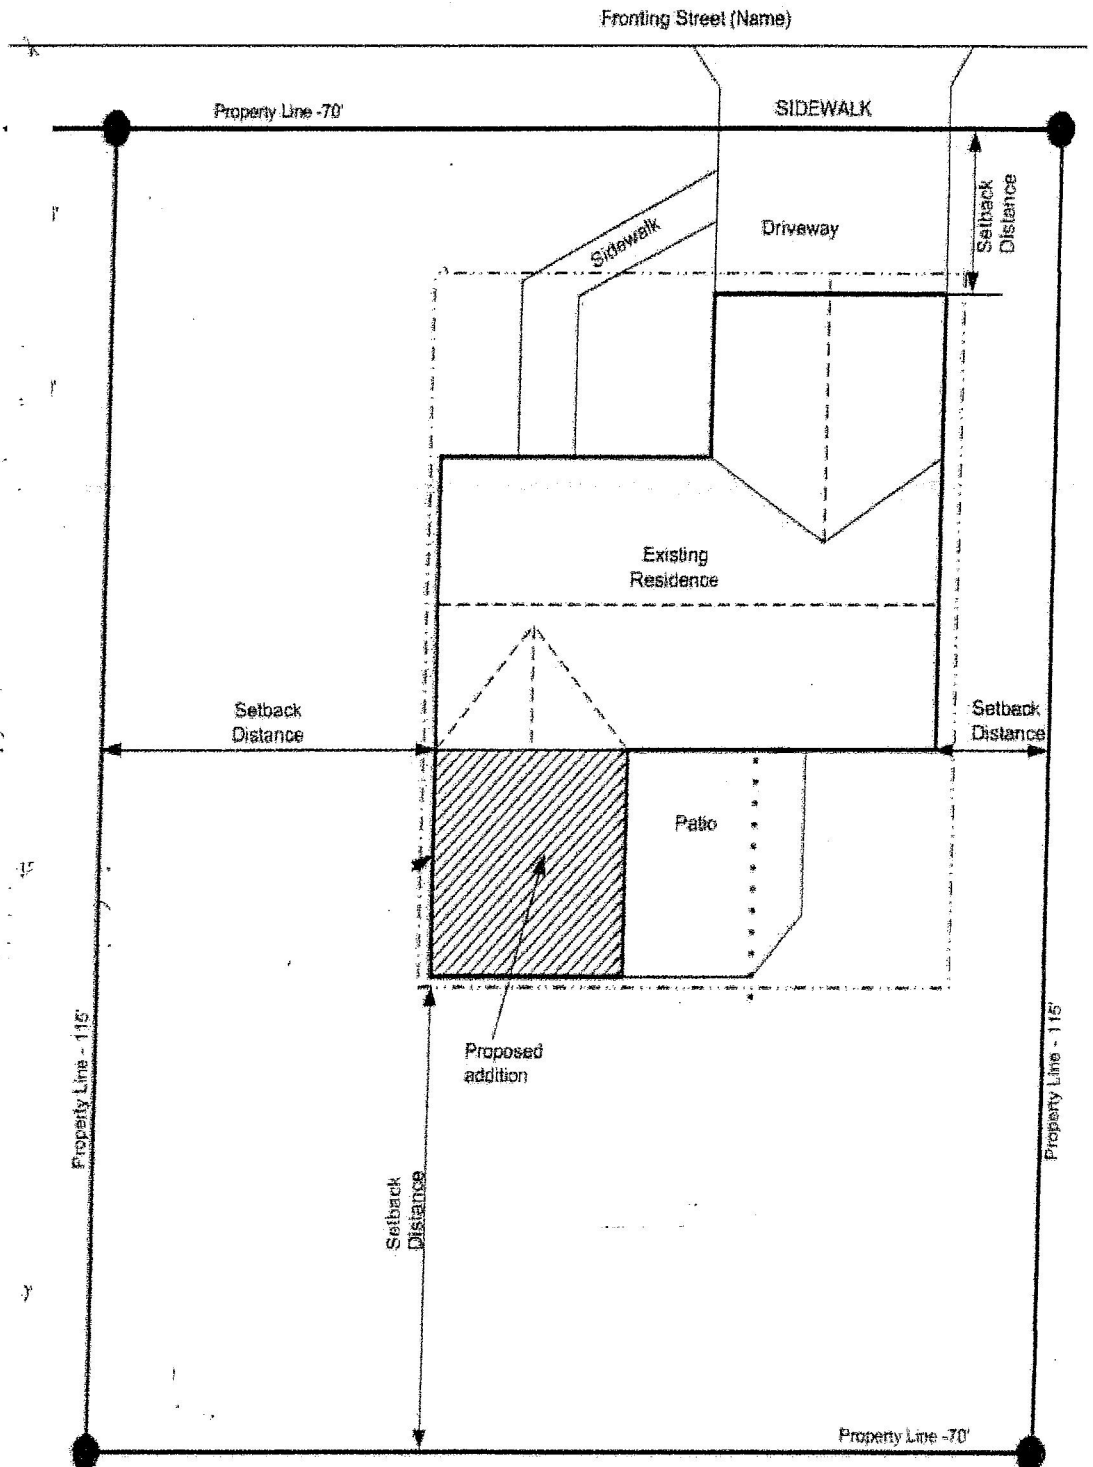 Fronting Street (Name)
Property Line -70'
SIDEWALK
Setback
Distance
Sidewalk
Driveway
Existing
Residence
Setback
Distance
Setback
Distance
Patio
Proposed
addition
Property Line - 115'
Property Line - 115'
Setback
Distance
Property Line -70'